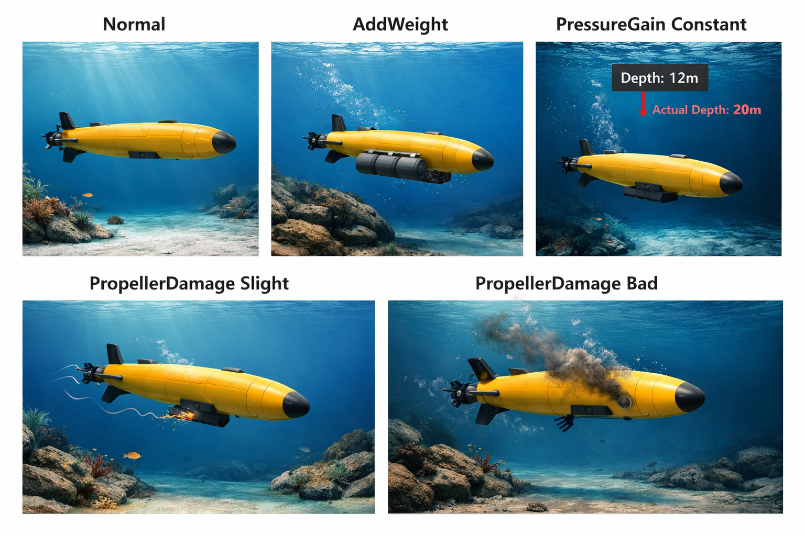 Normal
AddWeight
PressureGain Constant
Depth: 12m
Actual Depth: 20m
PropellerDamage Slight
PropellerDamage Bad